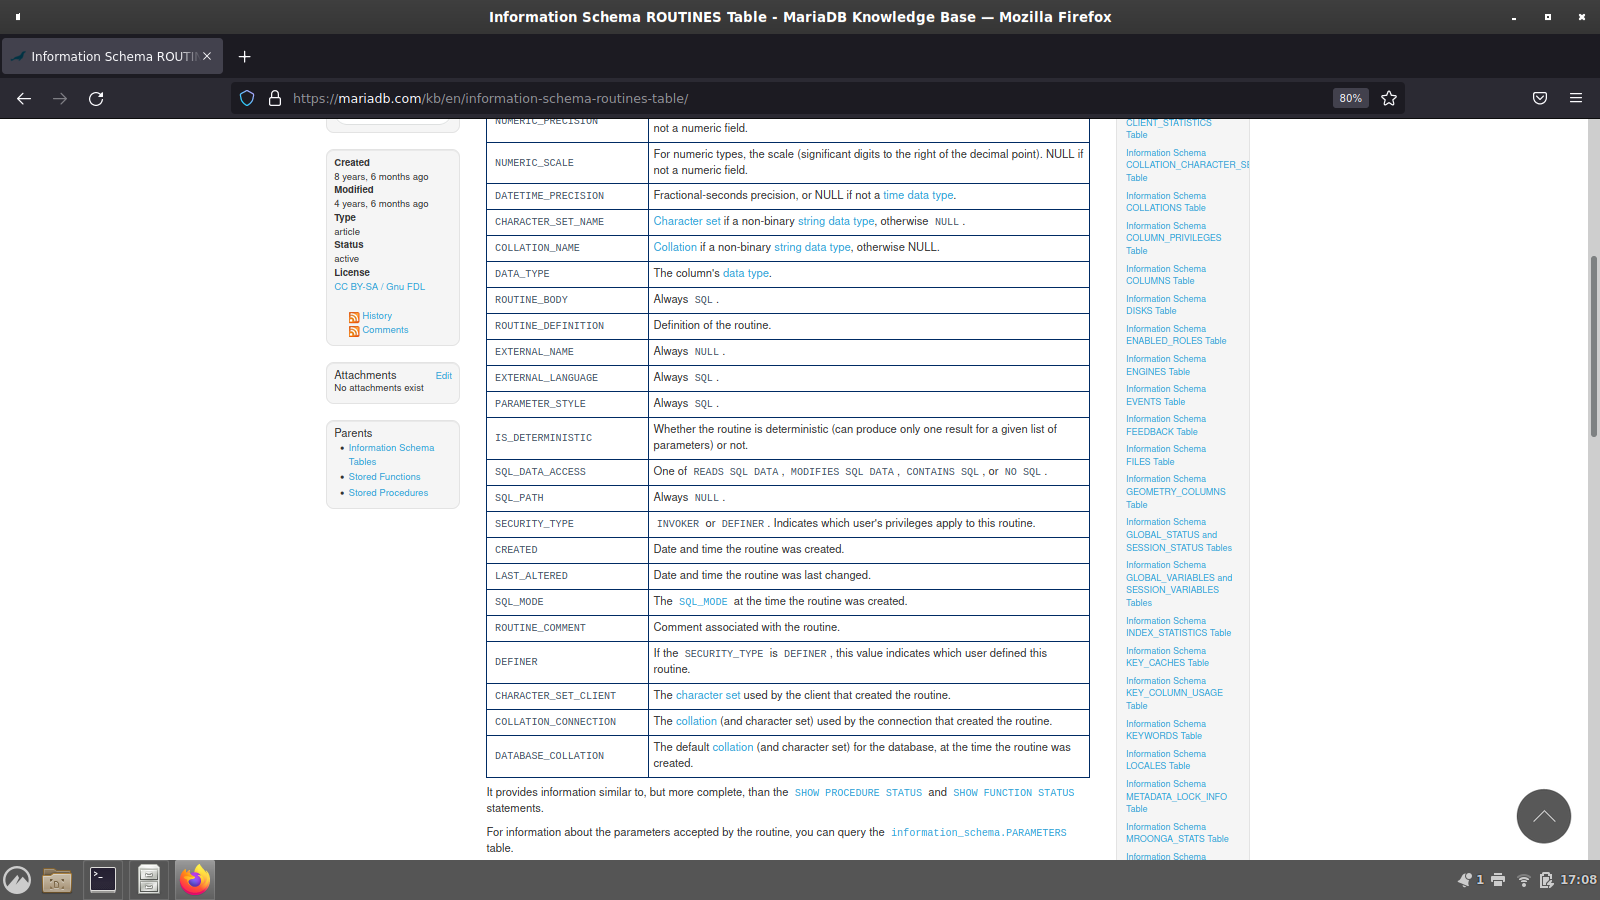 Information Schema ROUTINES Table - MariaDB Knowledge Base — Mozilla Firefox
Information Schema ROUTIN
https://mariadb.com/kb/en/information-schema-routines-table/
80%
Created
8 years, 6 months ago
Modified
4 years, 6 months ago
Type
article
Status
active
License
CC BY-SA / Gnu FDL
History
Comments
Attachments Edit
No attachments exist
Parents
• Information Schema
Tables
• Stored Functions
• Stored Procedures
NUMERIC_PRECISION
not a numeric field.
NUMERIC_SCALE
For numeric types, the scale (significant digits to the right of the decimal point). NULL if
not a numeric field.
DATETIME_PRECISION Fractional-seconds precision, or NULL if not a time data type.
CHARACTER_SET_NAME Character set if a non-binary string data type, otherwise NULL .
COLLATION_NAME Collation if a non-binary string data type, otherwise NULL.
DATA_TYPE The column's data type.
ROUTINE_BODY Always SQL .
ROUTINE_DEFINITION Definition of the routine.
EXTERNAL_NAME Always NULL .
EXTERNAL_LANGUAGE Always SQL .
PARAMETER_STYLE Always SQL .
IS_DETERMINISTIC
Whether the routine is deterministic (can produce only one result for a given list of
parameters) or not.
SQL_DATA_ACCESS One of READS SQL DATA , MODIFIES SQL DATA , CONTAINS SQL , or NO SQL .
SQL_PATH Always NULL .
SECURITY_TYPE INVOKER or DEFINER . Indicates which user's privileges apply to this routine.
CREATED Date and time the routine was created.
LAST_ALTERED Date and time the routine was last changed.
SQL_MODE The SQL_MODE at the time the routine was created.
ROUTINE_COMMENT Comment associated with the routine.
DEFINER
If the SECURITY_TYPE is DEFINER , this value indicates which user defined this
routine.
CHARACTER_SET_CLIENT The character set used by the client that created the routine.
COLLATION_CONNECTION The collation (and character set) used by the connection that created the routine.
DATABASE_COLLATION
The default collation (and character set) for the database, at the time the routine was
created.
It provides information similar to, but more complete, than the SHOW PROCEDURE STATUS and SHOW FUNCTION STATUS
statements.
For information about the parameters accepted by the routine, you can query the information_schema.PARAMETERS
table.
CLIENT_STATISTICS
Table
Information Schema
COLLATION_CHARACTER_SE
Table
Information Schema
COLLATIONS Table
Information Schema
COLUMN_PRIVILEGES
Table
Information Schema
COLUMNS Table
Information Schema
DISKS Table
Information Schema
ENABLED_ROLES Table
Information Schema
ENGINES Table
Information Schema
EVENTS Table
Information Schema
FEEDBACK Table
Information Schema
FILES Table
Information Schema
GEOMETRY_COLUMNS
Table
Information Schema
GLOBAL_STATUS and
SESSION_STATUS Tables
Information Schema
GLOBAL_VARIABLES and
SESSION_VARIABLES
Tables
Information Schema
INDEX_STATISTICS Table
Information Schema
KEY_CACHES Table
Information Schema
KEY_COLUMN_USAGE
Table
Information Schema
KEYWORDS Table
Information Schema
LOCALES Table
Information Schema
METADATA_LOCK_INFO
Table
Information Schema
MROONGA_STATS Table
Information Schema
1
17:08